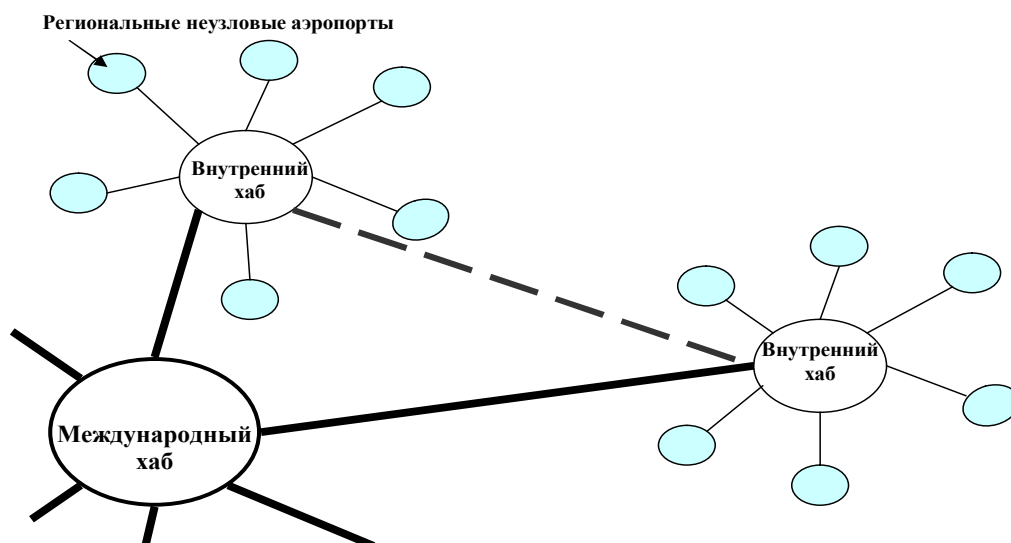 Региональные неузловые аэропорты
Внутренний
хаб
Внутренний
хаб
Международный
хаб